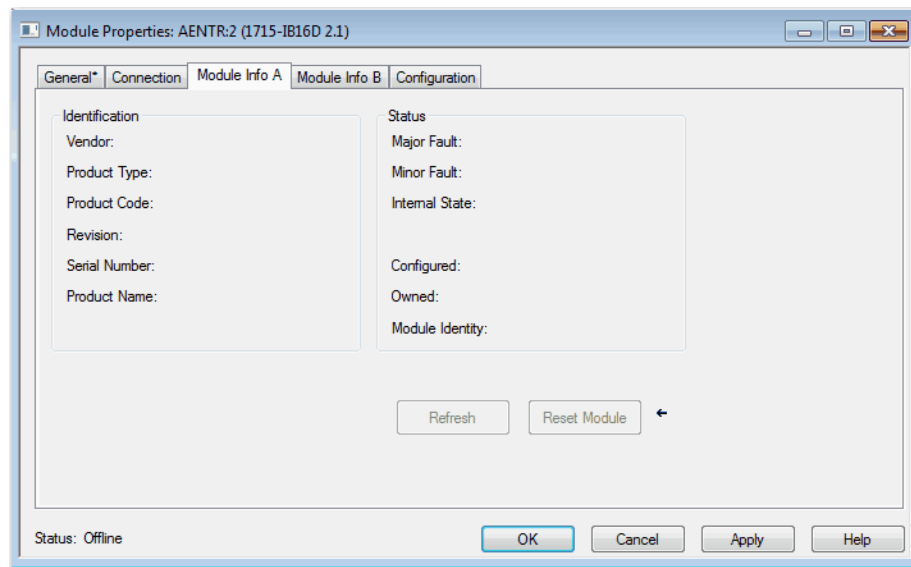 Module Properties: AENTR:2 (1715-IB16D 2.1)
General* Connection Module Info A Module Info B Configuration
Identification
Vendor:
Product Type:
Product Code:
Revision:
Serial Number:
Product Name:
Status
Major Fault:
Minor Fault:
Internal State:
Configured:
Owned:
Module Identity:
Refresh Reset Module
Status: Offline
OK Cancel Apply Help